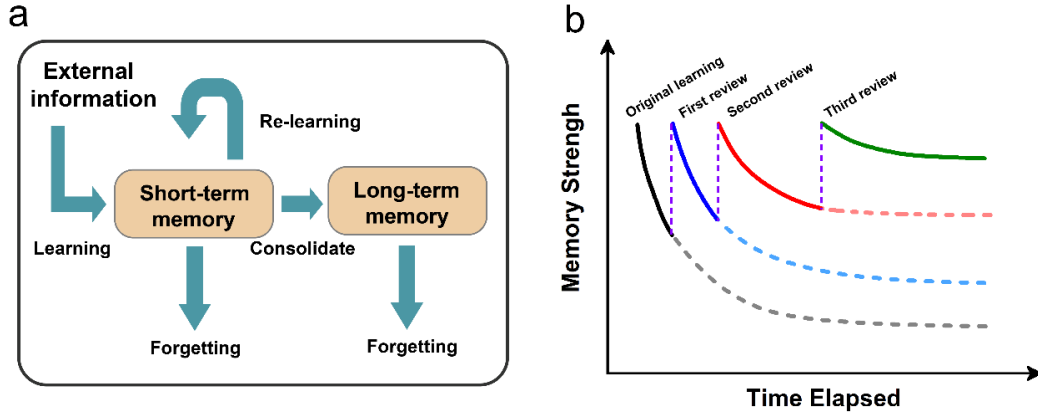 a
External
information
Re-learning
Short-term
memory
Long-term
memory
Learning
Consolidate
Forgetting
Forgetting
b
Original learning
First review
Second review
Third review
Memory Strengh
Time Elapsed